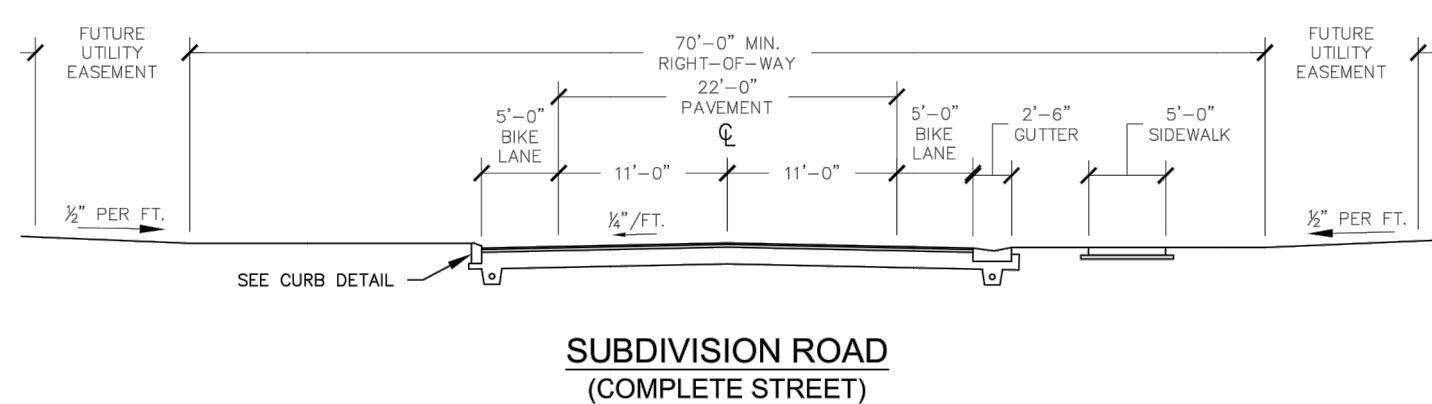 FUTURE
UTILITY
EASEMENT
70'-0" MIN.
RIGHT-OF-WAY
FUTURE
UTILITY
EASEMENT
22'-0"
PAVEMENT
℄
5'-0"
BIKE
LANE
5'-0"
BIKE
LANE
2'-6"
GUTTER
5'-0"
SIDEWALK
11'-0"
11'-0"
½" PER FT.
¼"/FT.
½" PER FT.
SEE CURB DETAIL
SUBDIVISION ROAD
(COMPLETE STREET)